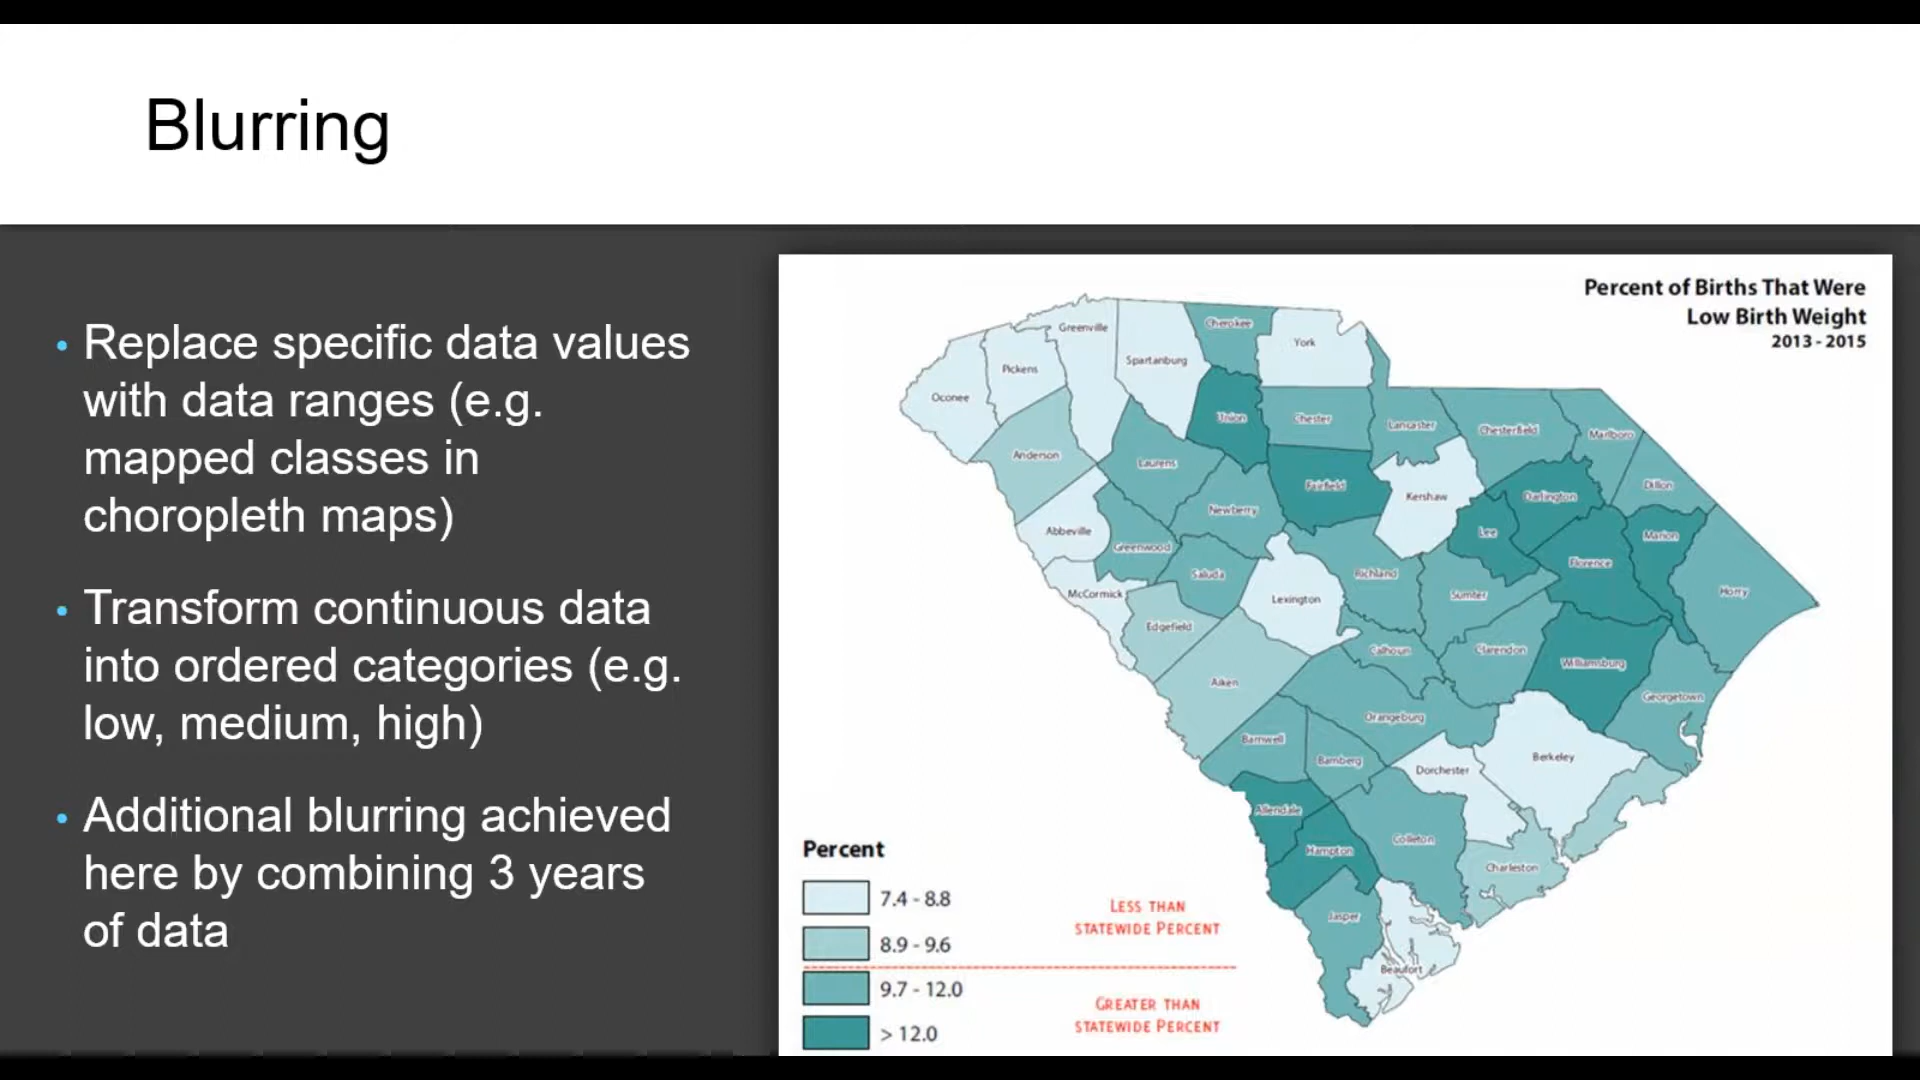 Blurring
• Replace specific data values
with data ranges (e.g.
mapped classes in
choropleth maps)
• Transform continuous data
into ordered categories (e.g.
low, medium, high)
• Additional blurring achieved
here by combining 3 years
of data
Percent of Births That Were
Low Birth Weight
2013 - 2015
Cherokee
Greenville
York
Spartanburg
Pickens
Oconee
Union
Chester
Lancaster
Chesterfield
Marlboro
Anderson
Laurens
Fairfield
Kershaw
Darlington
Dillon
Newberry
Abbeville
Greenwood
Lee
Marion
Florence
Saluda
Richland
McCormick
Lexington
Sumter
Horry
Edgefield
Calhoun
Clarendon
Williamsburg
Aiken
Georgetown
Orangeburg
Barnwell
Bamberg
Dorchester
Berkeley
Allendale
Hampton
Colleton
Charleston
Jasper
Beaufort
Percent
7.4 - 8.8
8.9 - 9.6
9.7 - 12.0
> 12.0
LESS THAN
STATEWIDE PERCENT
GREATER THAN
STATEWIDE PERCENT